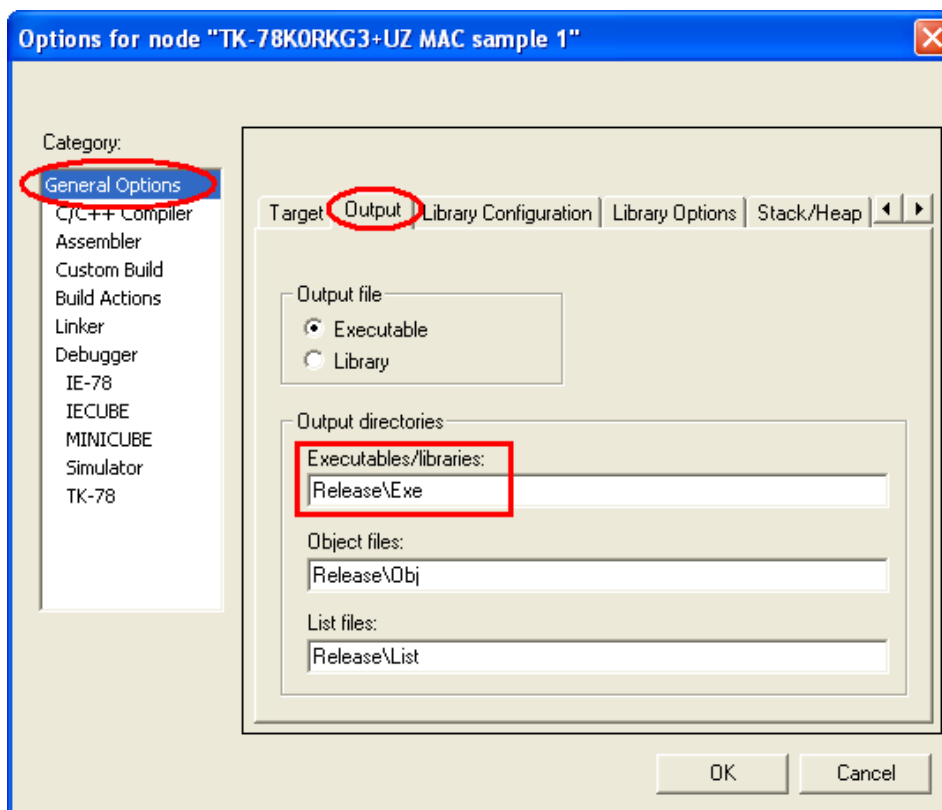 Options for node "TK-78K0RKG3+UZ MAC sample 1"
Category:
General Options
C/C++ Compiler
Assembler
Custom Build
Build Actions
Linker
Debugger
IE-78
IECUBE
MINICUBE
Simulator
TK-78
Target Output Library Configuration Library Options Stack/Heap
Output file
Executable
Library
Output directories
Executables/libraries:
Release\Exe
Object files:
Release\Obj
List files:
Release\List
OK Cancel